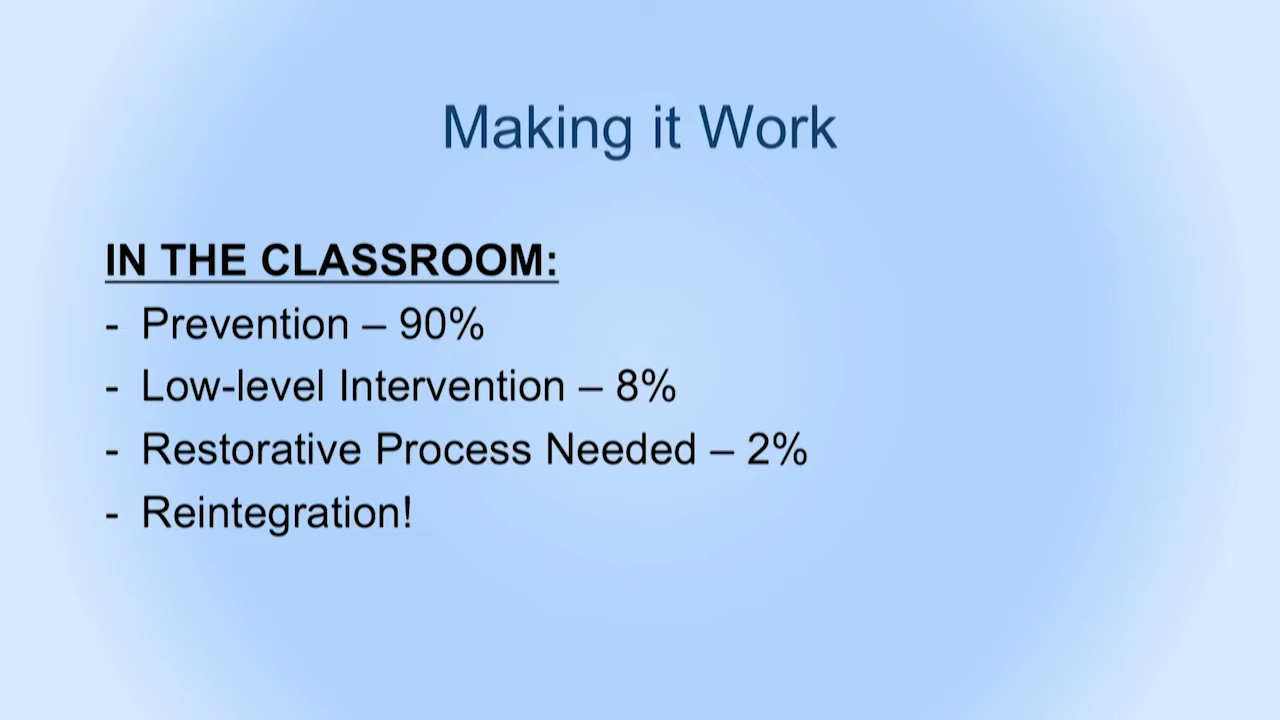 Making it Work
IN THE CLASSROOM:
- Prevention – 90%
- Low-level Intervention – 8%
- Restorative Process Needed – 2%
- Reintegration!